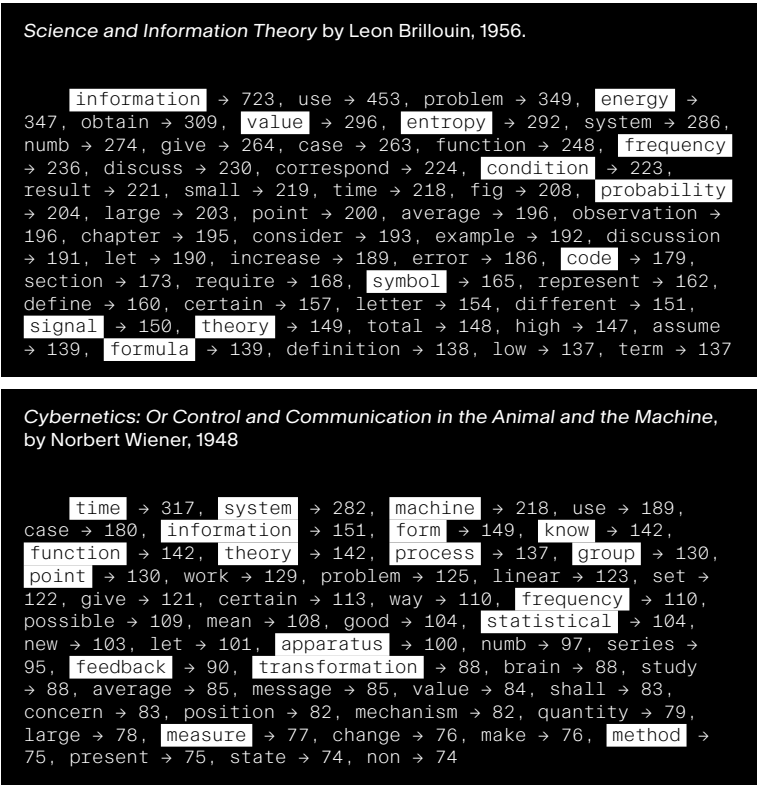 Science and Information Theory by Leon Brillouin, 1956.
information → 723, use → 453, problem → 349, energy →
347, obtain → 309, value → 296, entropy → 292, system → 286,
numb → 274, give → 264, case → 263, function → 248, frequency
→ 236, discuss → 230, correspond → 224, condition → 223,
result → 221, small → 219, time → 218, fig → 208, probability
→ 204, large → 203, point → 200, average → 196, observation →
196, chapter → 195, consider → 193, example → 192, discussion
→ 191, let → 190, increase → 189, error → 186, code → 179,
section → 173, require → 168, symbol → 165, represent → 162,
define → 160, certain → 157, letter → 154, different → 151,
signal → 150, theory → 149, total → 148, high → 147, assume
→ 139, formula → 139, definition → 138, low → 137, term → 137
Cybernetics: Or Control and Communication in the Animal and the Machine,
by Norbert Wiener, 1948
time → 317, system → 282, machine → 218, use → 189,
case → 180, information → 151, form → 149, know → 142,
function → 142, theory → 142, process → 137, group → 130,
point → 130, work → 129, problem → 125, linear → 123, set →
122, give → 121, certain → 113, way → 110, frequency → 110,
possible → 109, mean → 108, good → 104, statistical → 104,
new → 103, let → 101, apparatus → 100, numb → 97, series →
95, feedback → 90, transformation → 88, brain → 88, study
→ 88, average → 85, message → 85, value → 84, shall → 83,
concern → 83, position → 82, mechanism → 82, quantity → 79,
large → 78, measure → 77, change → 76, make → 76, method →
75, present → 75, state → 74, non → 74